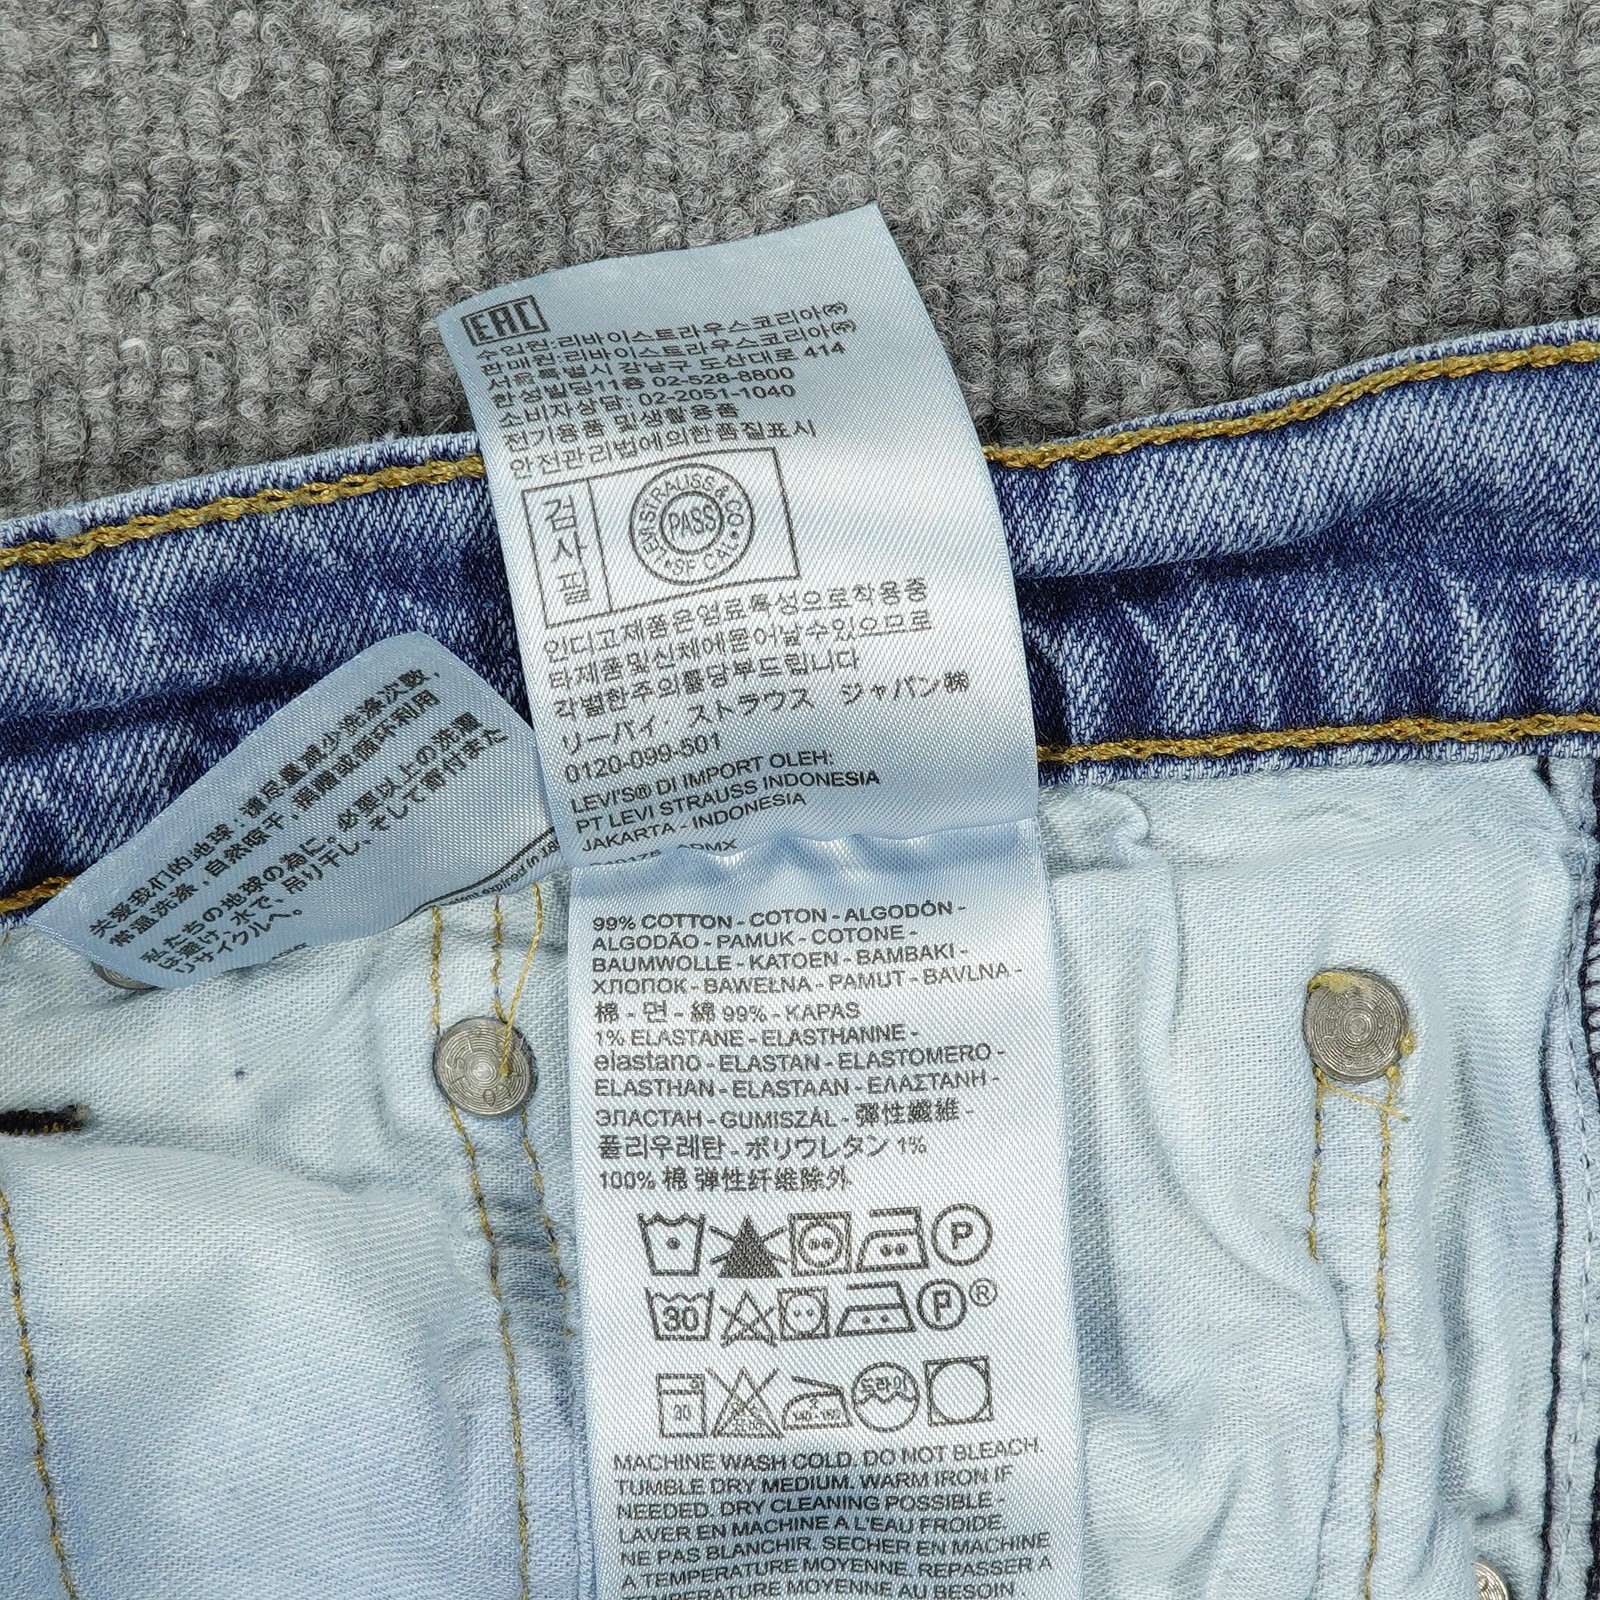 EAC
수입원:리바이스트라우스코리아㈜
판매원:리바이스트라우스코리아㈜
서울특별시 강남구 도산대로 414
한성빌딩11층 02-528-8800
소비자상담: 02-2051-1040
전기용품 및생활용품
안전관리법에의한품질표시
검사필
LEVI STRAUSS & CO
PASS
SF CAL
인디고제품은염료특성으로착용중
타제품및신체에묻어날수있으므로
각별한주의를당부드립니다
リーバイ・ストラウス ジャパン㈱
0120-099-501
LEVI'S® DI IMPORT OLEH:
PT LEVI STRAUSS INDONESIA
JAKARTA - INDONESIA
关爱我们的地球：请尽量减少洗涤次数，
常温洗涤，自然晾干，捐赠或循环利用
私たちの地球の為に。必要以上の洗濯
は避け、水で、吊り干し、そして寄付また
リサイクルへ。
99% COTTON - COTON - ALGODÓN -
ALGODÃO - PAMUK - COTONE -
BAUMWOLLE - KATOEN - BAMBAKI -
ХЛОПОК - BAWEŁNA - PAMUT - BAVLNA -
棉 - 면 - 綿 99% - KAPAS
1% ELASTANE - ELASTHANNE -
elastano - ELASTAN - ELASTOMERO -
ELASTHAN - ELASTAAN - ΕΛΑΣΤΑΝΗ -
ЭЛАСТАН - GUMISZÁL - 彈性纖維 -
폴리우레탄 - ポリウレタン 1%
100% 棉 弹性纤维除外
P
30 P®
30 드라이
MACHINE WASH COLD. DO NOT BLEACH.
TUMBLE DRY MEDIUM. WARM IRON IF
NEEDED. DRY CLEANING POSSIBLE -
LAVER EN MACHINE A L'EAU FROIDE.
NE PAS BLANCHIR. SECHER EN MACHINE
A TEMPERATURE MOYENNE. REPASSER A
TEMPERATURE MOYENNE AU BESOIN.